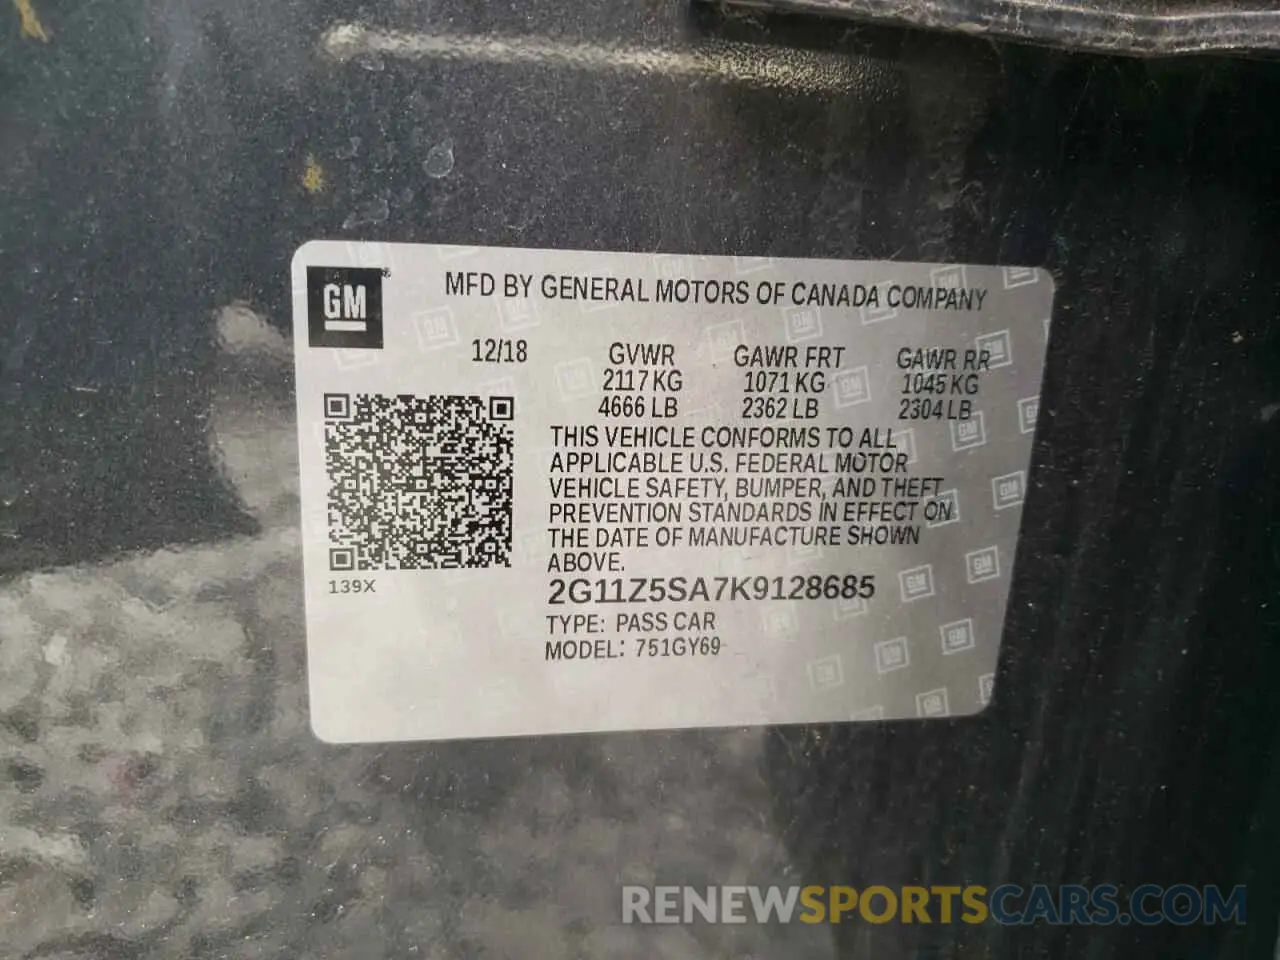 GM®
MFD BY GENERAL MOTORS OF CANADA COMPANY
12/18 GVWR GAWR FRT GAWR RR
2117 KG 1071 KG 1045 KG
4666 LB 2362 LB 2304 LB
THIS VEHICLE CONFORMS TO ALL
APPLICABLE U.S. FEDERAL MOTOR
VEHICLE SAFETY, BUMPER, AND THEFT
PREVENTION STANDARDS IN EFFECT ON
THE DATE OF MANUFACTURE SHOWN
ABOVE.
139X
2G11Z5SA7K9128685
TYPE: PASS CAR
MODEL: 751GY69
RENEWSPORTSCARS.COM